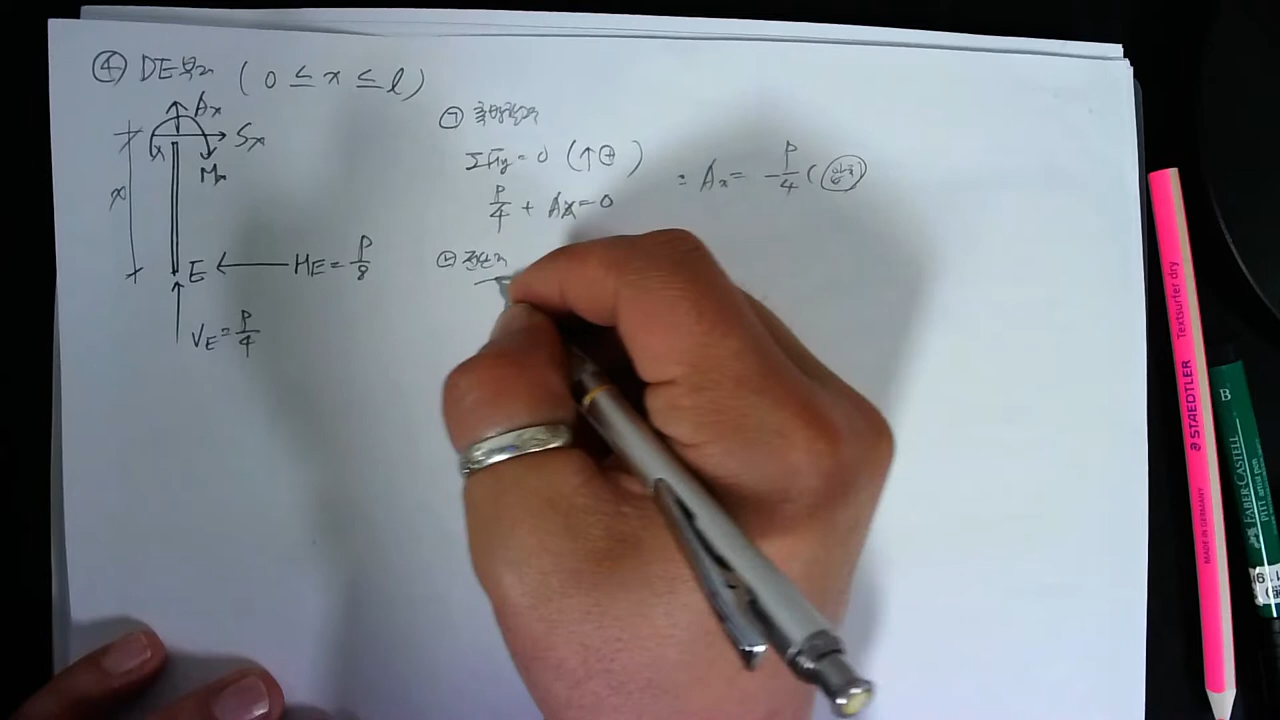 ④ DE부재 ( 0 ≤ x ≤ l )
Ax
Sx
Mx
x
E ← HE = P/8
VE = P/4
㉠ 축방향력
ΣFy = 0 (↑⊕)
P/4 + Ax = 0
∴ Ax = -P/4 (압축)
㉡ 전단력
STAEDTLER
Textsurfer dry
MADE IN GERMANY
B
FABER-CASTELL
PITT artist pen